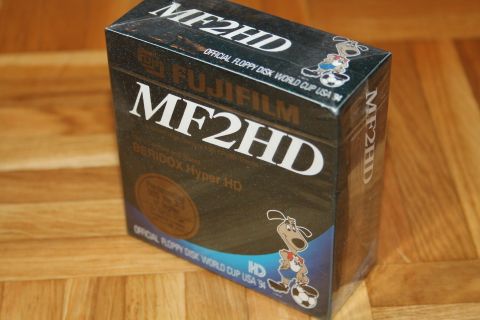 MF2HD
OFFICIAL FLOPPY DISK WORLD CUP USA '94
FUJIFILM
MF2HD
BERIDOX Hyper HD
HD
OFFICIAL FLOPPY DISK WORLD CUP USA '94
MF2HD